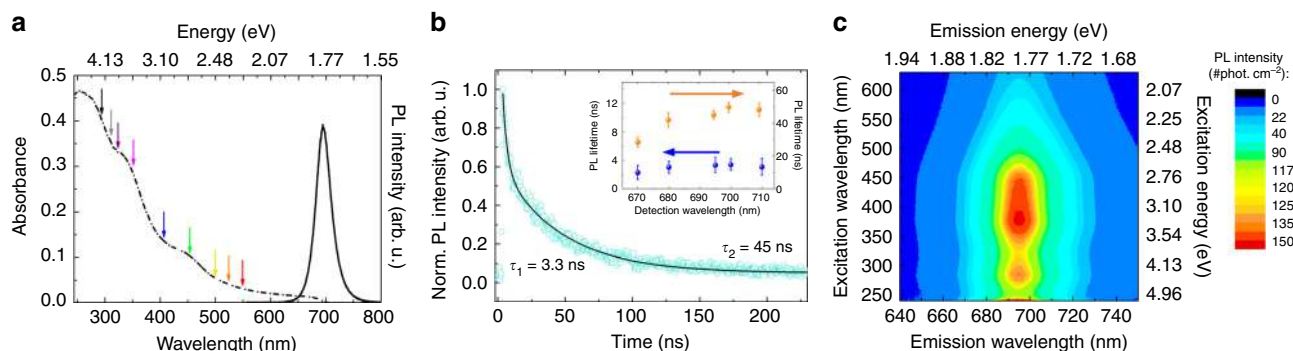 a
Energy (eV)
4.13 3.10 2.48 2.07 1.77 1.55
0.5
0.4
0.3
0.2
0.1
0.0
Absorbance
PL intensity (arb. u.)
300 400 500 600 700 800
Wavelength (nm)
b
1.0
0.8
0.6
0.4
0.2
0.0
Norm. PL intensity (arb. u.)
τ1 = 3.3 ns
τ2 = 45 ns
0 50 100 150 200
Time (ns)
12
8
4
0
PL lifetime (ns)
60
40
20
0
PL lifetime (ns)
670 680 690 700 710
Detection wavelength (nm)
c
Emission energy (eV)
1.94 1.88 1.82 1.77 1.72 1.68
600
550
500
450
400
350
300
250
Excitation wavelength (nm)
2.07
2.25
2.48
2.76
3.10
3.54
4.13
4.96
Excitation energy (eV)
640 660 680 700 720 740
Emission wavelength (nm)
PL intensity
(#phot. cm−2):
0
22
40
90
117
125
135
150